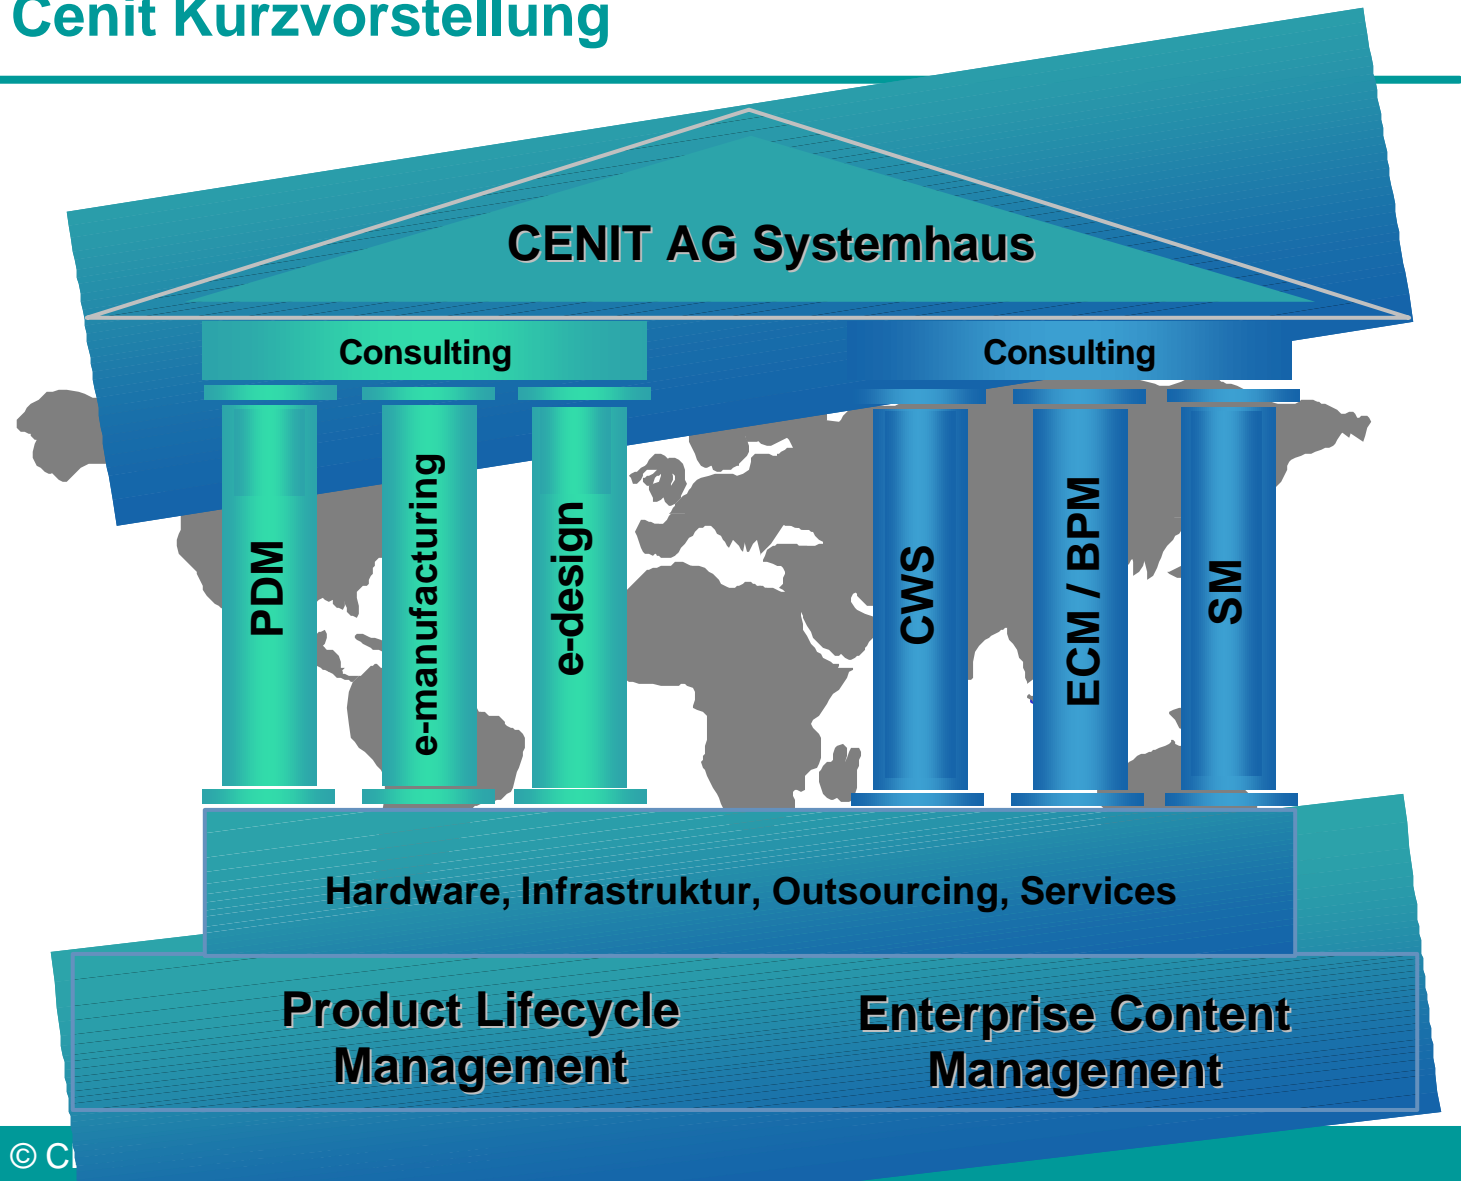 Cenit Kurzvorstellung
CENIT AG Systemhaus
Consulting
Consulting
PDM
e-manufacturing
e-design
CWS
ECM / BPM
SM
Hardware, Infrastruktur, Outsourcing, Services
Product Lifecycle
Management
Enterprise Content
Management
©